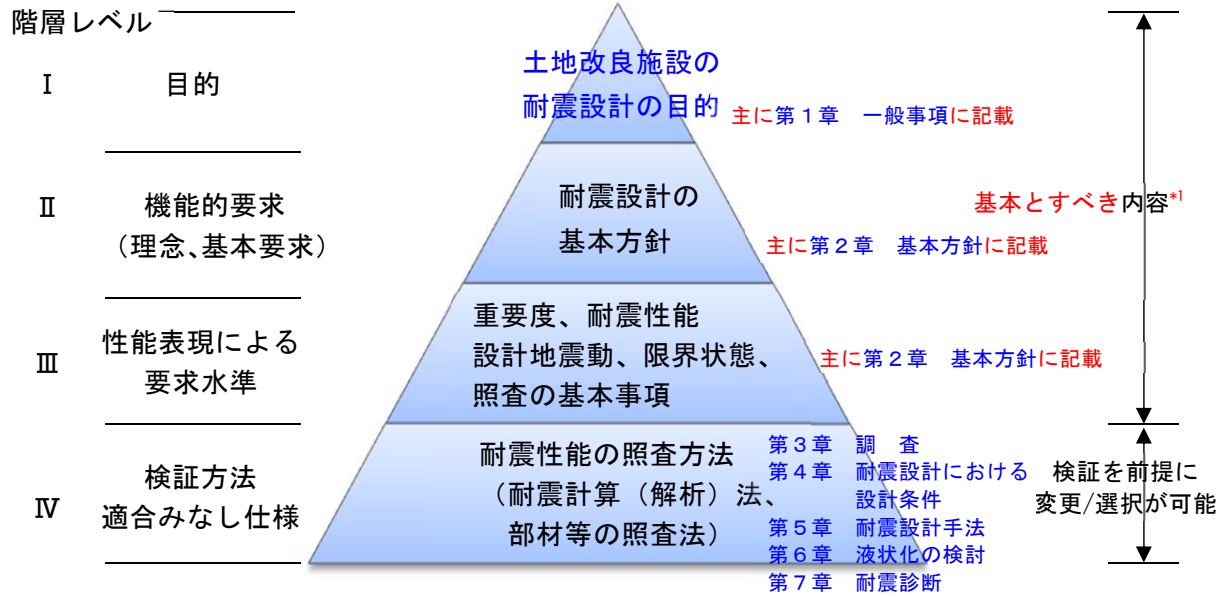 階層レベル
Ⅰ 目的
土地改良施設の
耐震設計の目的
主に第１章　一般事項に記載
Ⅱ 機能的要求
（理念、基本要求）
耐震設計の
基本方針
主に第２章　基本方針に記載
基本とすべき内容*1
Ⅲ 性能表現による
要求水準
重要度、耐震性能
設計地震動、限界状態、
照査の基本事項
主に第２章　基本方針に記載
Ⅳ 検証方法
適合みなし仕様
耐震性能の照査方法
（耐震計算（解析）法、
部材等の照査法）
第３章　調　査
第４章　耐震設計における
設計条件
第５章　耐震設計手法
第６章　液状化の検討
第７章　耐震診断
検証を前提に
変更/選択が可能